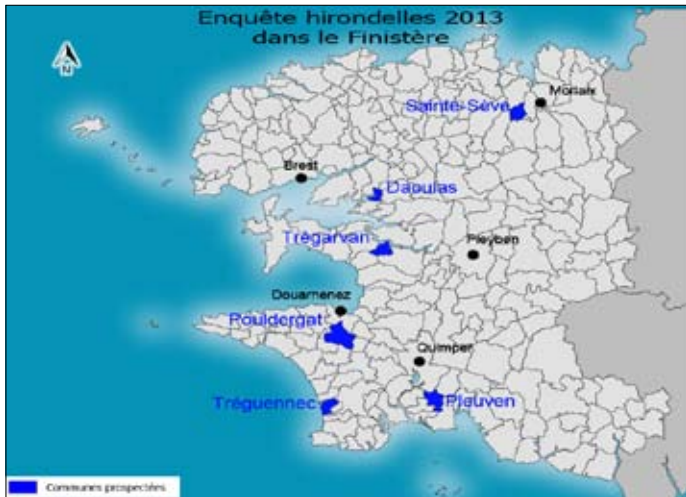 Enquête hirondelles 2013
dans le Finistère
N
Morlaix
Sainte-Sève
Brest
Daoulas
Trégarvan
Pleyben
Douarnenez
Pouldergat
Quimper
Tréguennec
Pleuven
Communes prospectées